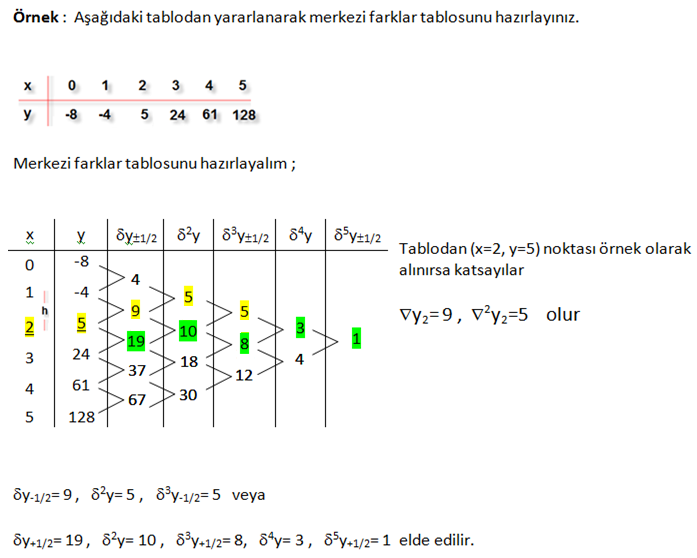 Örnek : Aşağıdaki tablodan yararlanarak merkezi farklar tablosunu hazırlayınız.
x 0 1 2 3 4 5
y -8 -4 5 24 61 128
Merkezi farklar tablosunu hazırlayalım ;
x y δy±1/2 δ²y δ³y±1/2 δ⁴y δ⁵y±1/2
0 -8
4
1 -4 5
h 9 5
2 5 10 3
19 8 1
3 24 18 4
37 12
4 61 30
67
5 128
Tablodan (x=2, y=5) noktası örnek olarak
alınırsa katsayılar
∇y₂=9 , ∇²y₂=5 olur
δy-1/2= 9 , δ²y= 5 , δ³y-1/2= 5 veya
δy+1/2= 19 , δ²y= 10 , δ³y+1/2= 8, δ⁴y= 3 , δ⁵y+1/2= 1 elde edilir.